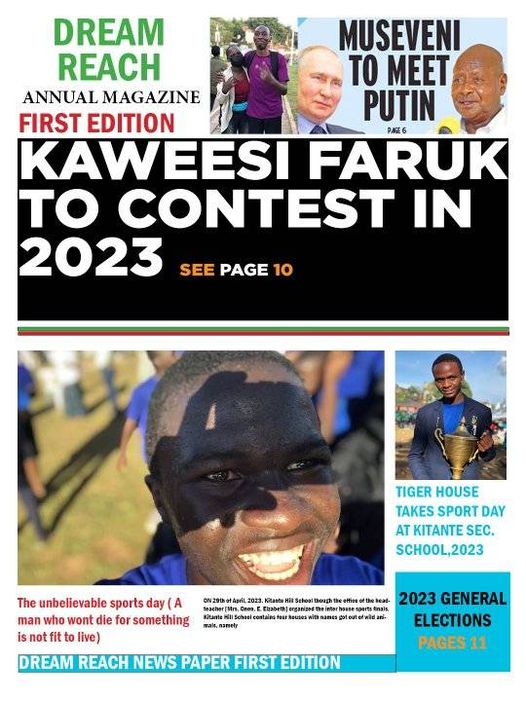 DREAM
REACH
ANNUAL MAGAZINE
FIRST EDITION
MUSEVENI
TO MEET
PUTIN
PAGE 6
KAWEESI FARUK
TO CONTEST IN
2023 SEE PAGE 10
TIGER HOUSE
TAKES SPORT DAY
AT KITANTE SEC.
SCHOOL,2023
The unbelievable sports day ( A
man who wont die for something
is not fit to live)
ON 29th of April, 2023. Kitante Hill School though the office of the head-
teacher [Mrs. Owen. E. Elzabeth] organized the inter house sports finals.
Kitante Hill School contains four houses with names got out of wild ani-
mals, namely
2023 GENERAL
ELECTIONS
PAGES 11
DREAM REACH NEWS PAPER FIRST EDITION